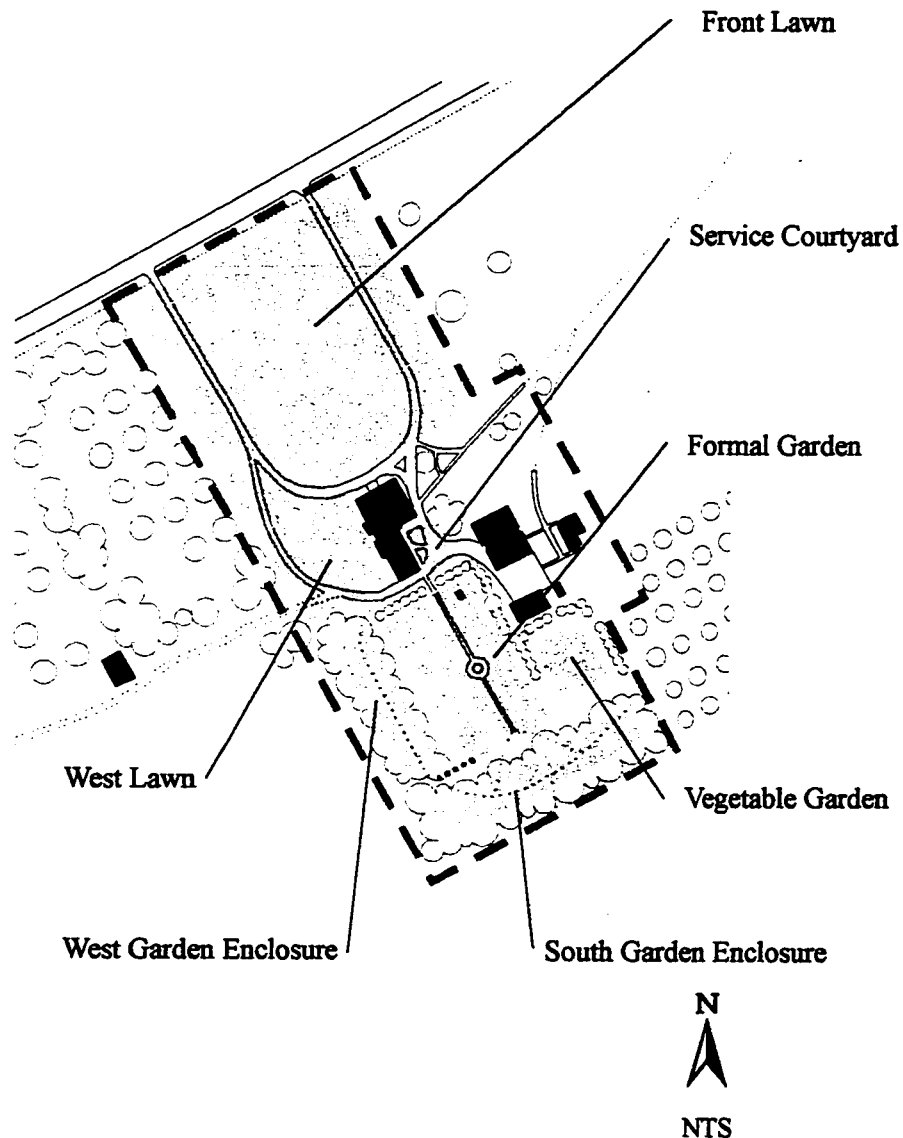 Front Lawn
Service Courtyard
Formal Garden
West Lawn
Vegetable Garden
West Garden Enclosure
South Garden Enclosure
N
NTS